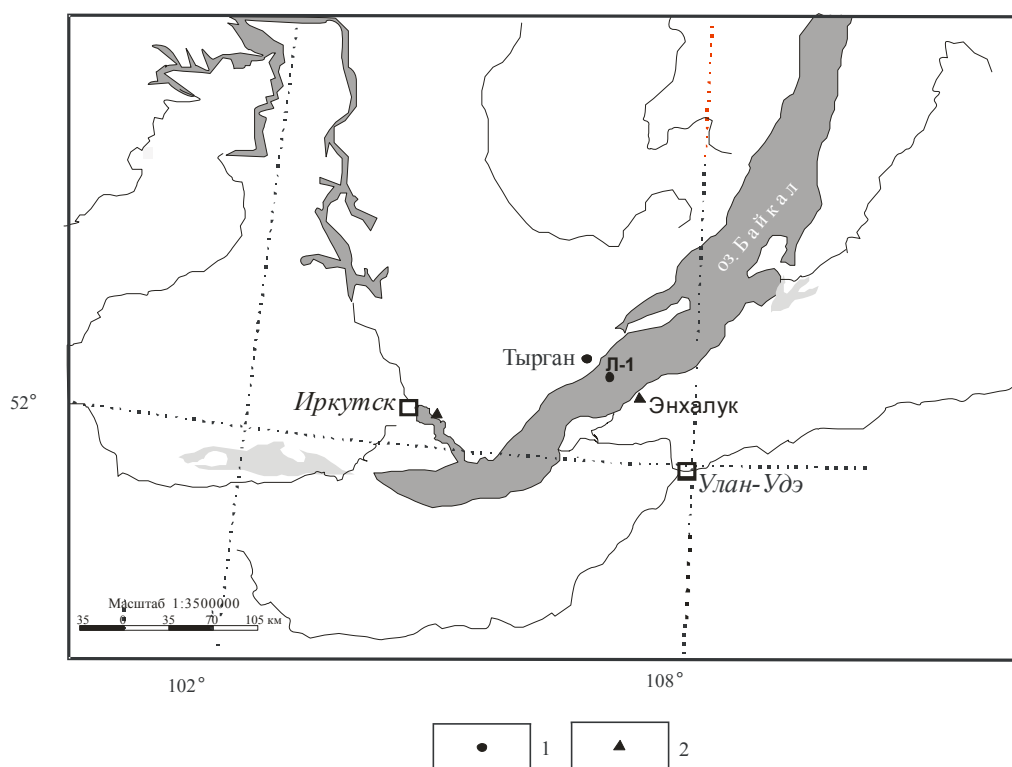 оз. Байкал
Тырган
Л-1
52°
Иркутск
Энхалук
Улан-Удэ
Масштаб 1:3500000
35 0 35 70 105 км
102°
108°
1
2